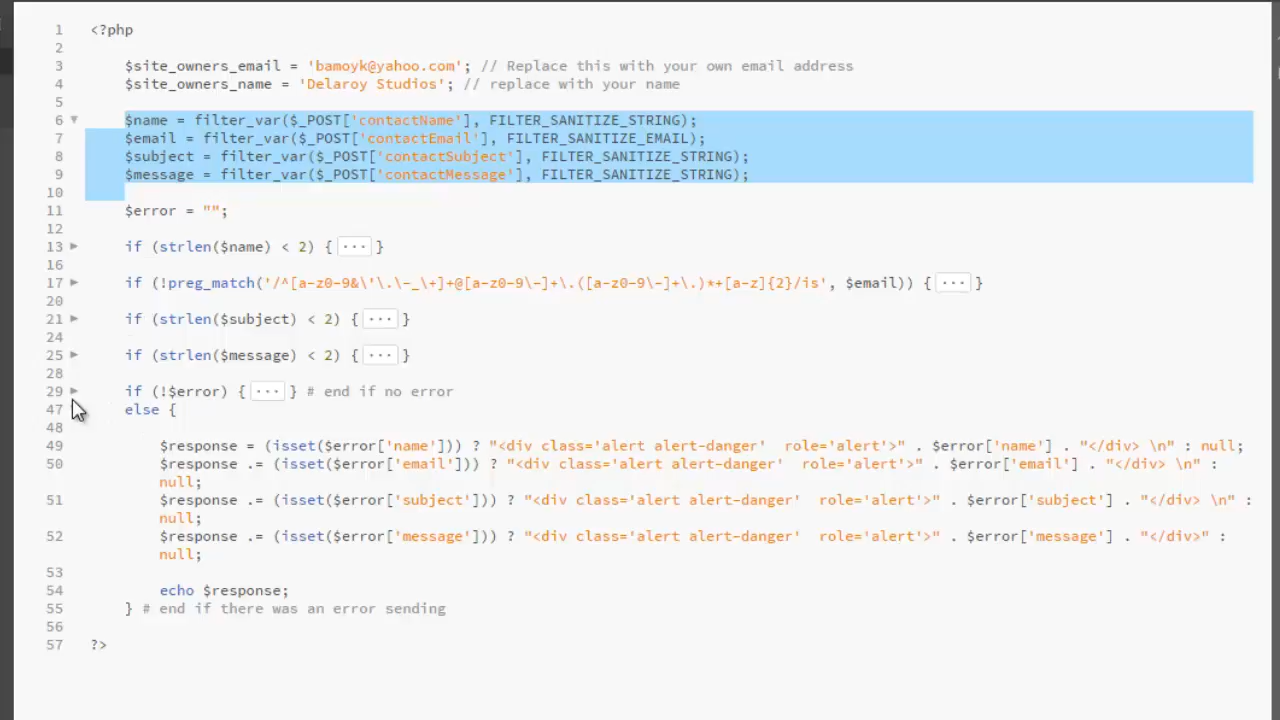 1 <?php
2
3 $site_owners_email = 'bamoyk@yahoo.com'; // Replace this with your own email address
4 $site_owners_name = 'Delaroy Studios'; // replace with your name
5
6 $name = filter_var($_POST['contactName'], FILTER_SANITIZE_STRING);
7 $email = filter_var($_POST['contactEmail'], FILTER_SANITIZE_EMAIL);
8 $subject = filter_var($_POST['contactSubject'], FILTER_SANITIZE_STRING);
9 $message = filter_var($_POST['contactMessage'], FILTER_SANITIZE_STRING);
10
11 $error = "";
12
13 if (strlen($name) < 2) { ... }
16
17 if (!preg_match('/^[a-z0-9&\'\.\-_\+]+@[a-z0-9\-]+\.([a-z0-9\-]+\.)*+[a-z]{2}/is', $email)) { ... }
20
21 if (strlen($subject) < 2) { ... }
24
25 if (strlen($message) < 2) { ... }
28
29 if (!$error) { ... } # end if no error
47 else {
48
49 $response = (isset($error['name'])) ? "<div class='alert alert-danger'  role='alert'>" . $error['name'] . "</div> \n" : null;
50 $response .= (isset($error['email'])) ? "<div class='alert alert-danger'  role='alert'>" . $error['email'] . "</div> \n" :
null;
51 $response .= (isset($error['subject'])) ? "<div class='alert alert-danger'  role='alert'>" . $error['subject'] . "</div> \n" :
null;
52 $response .= (isset($error['message'])) ? "<div class='alert alert-danger'  role='alert'>" . $error['message'] . "</div>" :
null;
53
54 echo $response;
55 } # end if there was an error sending
56
57 ?>